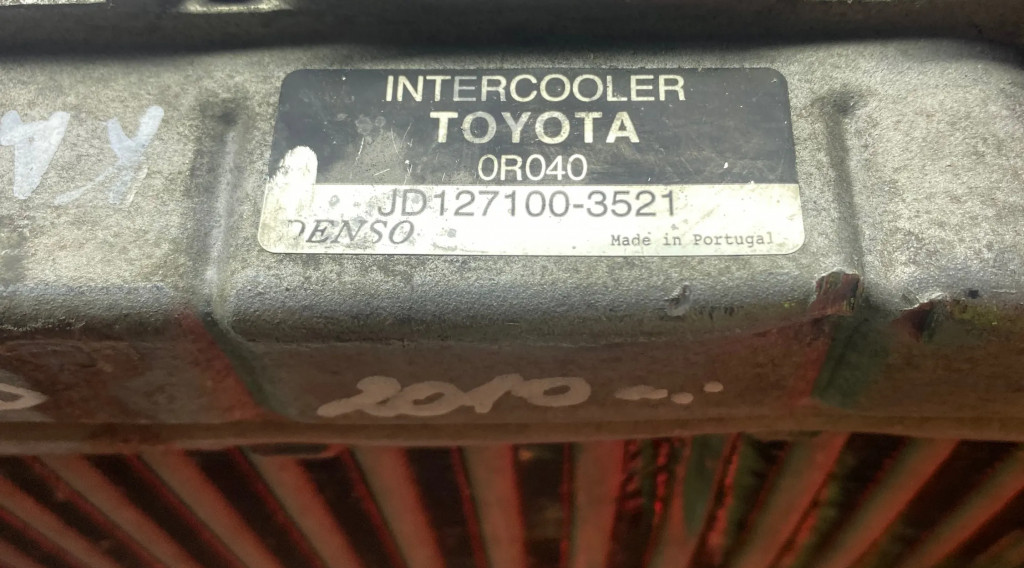 INTERCOOLER
TOYOTA
0R040
JD127100-3521
DENSO
Made in Portugal
2010